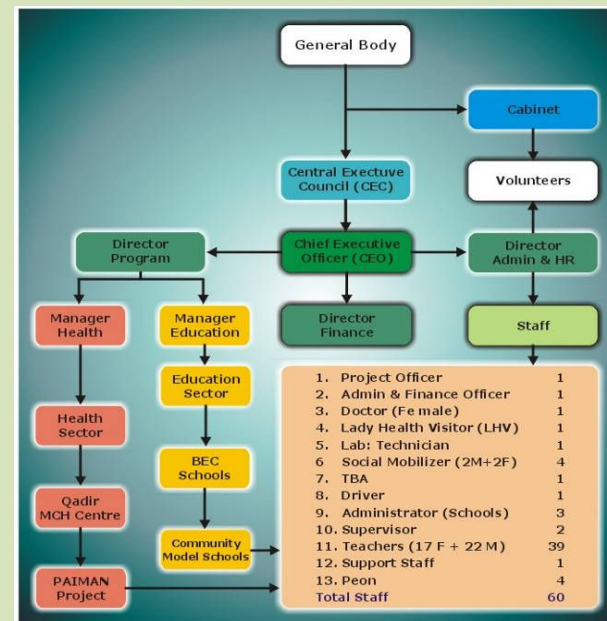 General Body
Cabinet
Central Exectuve
Council (CEC)
Volunteers
Director
Program
Chief Executive
Officer (CEO)
Director
Admin & HR
Manager
Health
Manager
Education
Director
Finance
Staff
Education
Sector
Health
Sector
BEC
Schools
Qadir
MCH Centre
Community
Model Schools
PAIMAN
Project
1. Project Officer 1
2. Admin & Finance Officer 1
3. Doctor (Fe male) 1
4. Lady Health Visitor (LHV) 1
5. Lab: Technician 1
6 Social Mobilizer (2M+2F) 4
7. TBA 1
8. Driver 1
9. Administrator (Schools) 3
10. Supervisor 2
11. Teachers (17 F + 22 M) 39
12. Support Staff 1
13. Peon 4
Total Staff 60